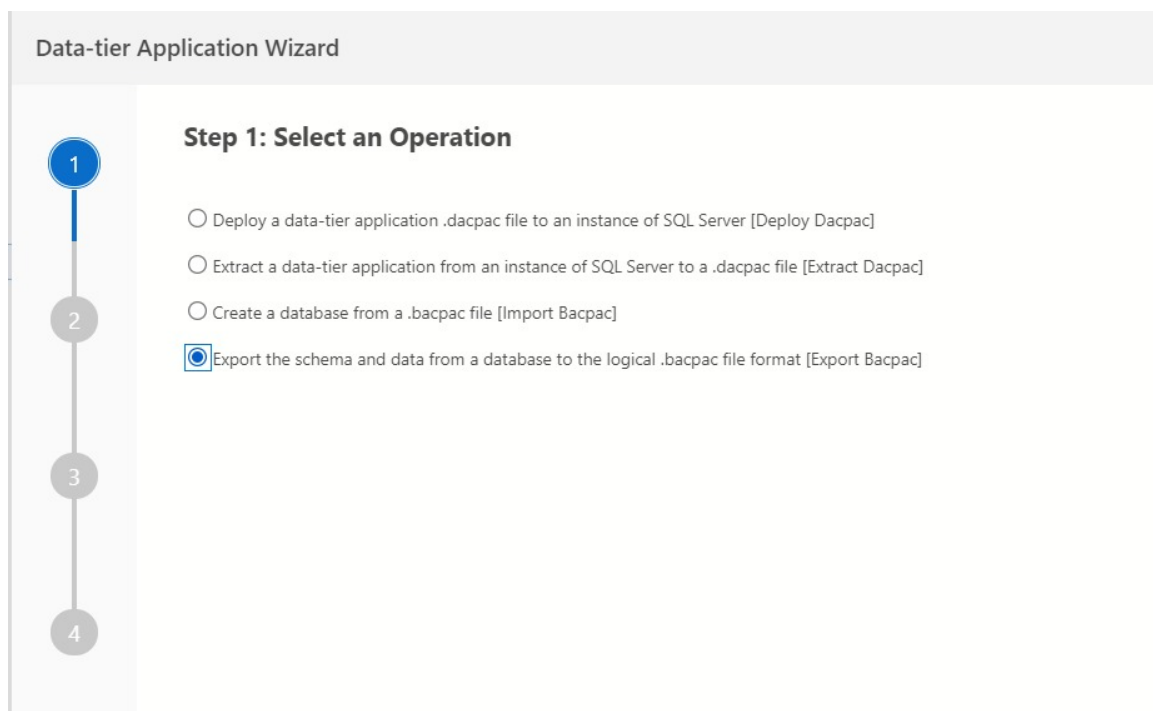 Data-tier Application Wizard
Step 1: Select an Operation
1
Deploy a data-tier application .dacpac file to an instance of SQL Server [Deploy Dacpac]
Extract a data-tier application from an instance of SQL Server to a .dacpac file [Extract Dacpac]
2
Create a database from a .bacpac file [Import Bacpac]
Export the schema and data from a database to the logical .bacpac file format [Export Bacpac]
3
4